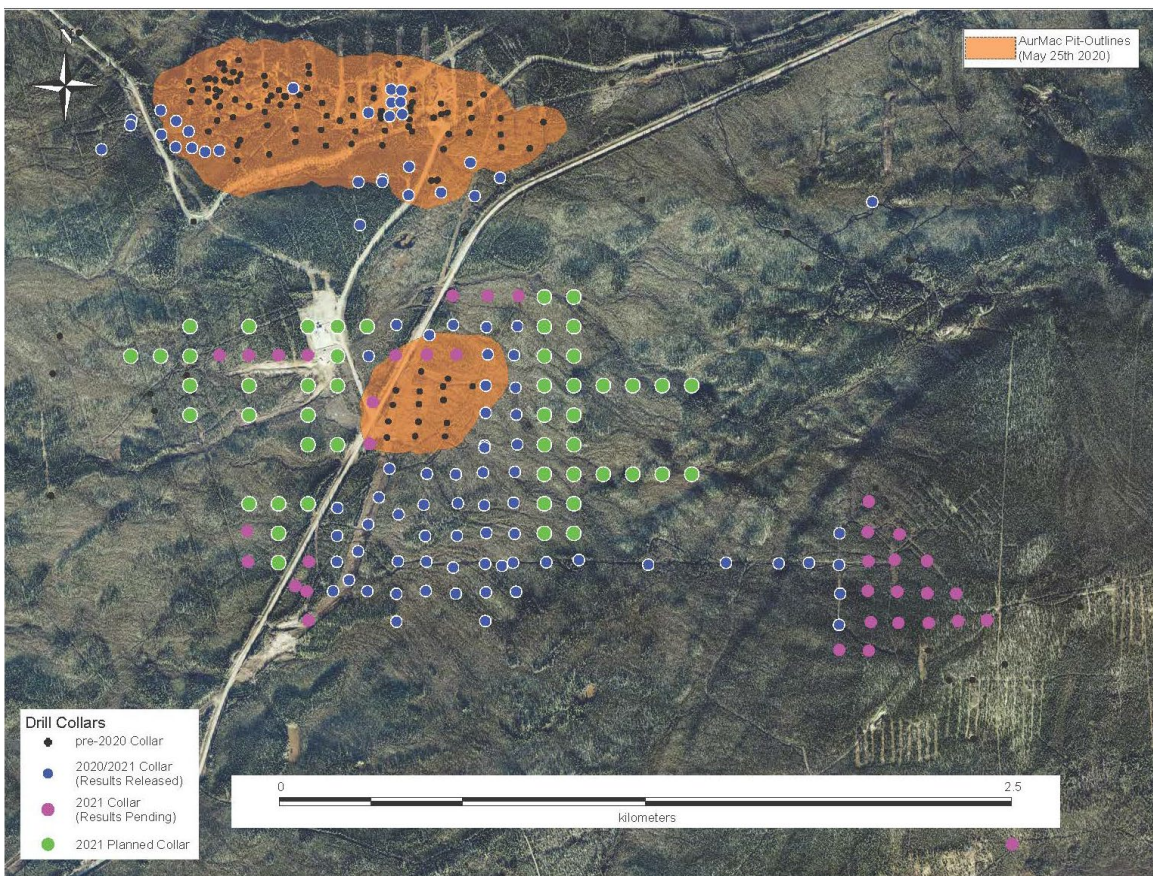 N
AurMac Pit-Outlines
(May 25th 2020)
Drill Collars
pre-2020 Collar
2020/2021 Collar
(Results Released)
2021 Collar
(Results Pending)
2021 Planned Collar
0
2.5
kilometers